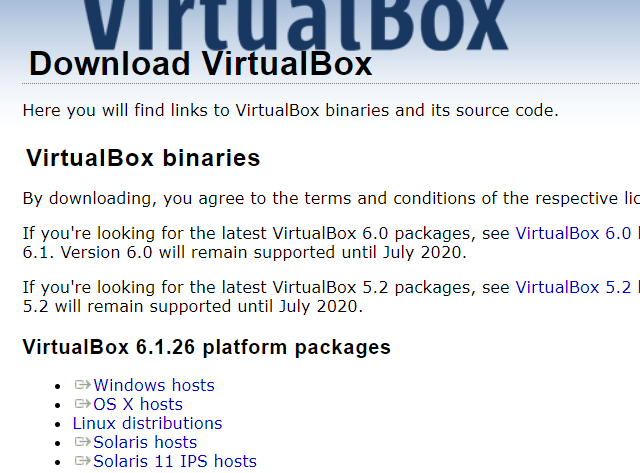 VirtualBox
Download VirtualBox
Here you will find links to VirtualBox binaries and its source code.
VirtualBox binaries
By downloading, you agree to the terms and conditions of the respective
If you're looking for the latest VirtualBox 6.0 packages, see VirtualBox 6.0
6.1. Version 6.0 will remain supported until July 2020.
If you're looking for the latest VirtualBox 5.2 packages, see VirtualBox 5.2
5.2 will remain supported until July 2020.
VirtualBox 6.1.26 platform packages
Windows hosts
OS X hosts
Linux distributions
Solaris hosts
Solaris 11 IPS hosts